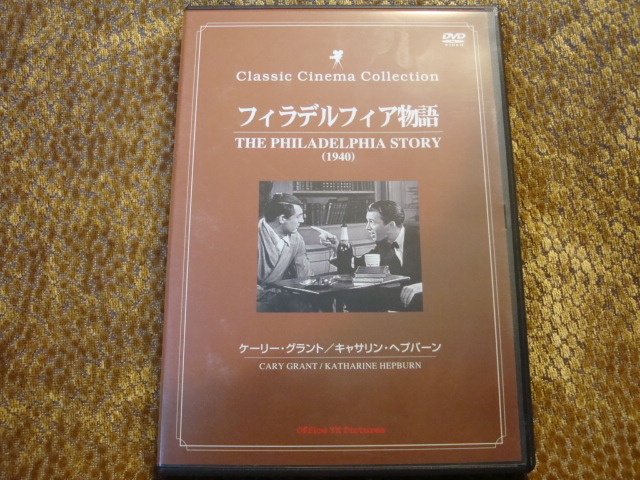 DVD
VIDEO
Classic Cinema Collection
フィラデルフィア物語
THE PHILADELPHIA STORY
(1940)
ケーリー・グラント／キャサリン・ヘプバーン
CARY GRANT / KATHARINE HEPBURN
Office